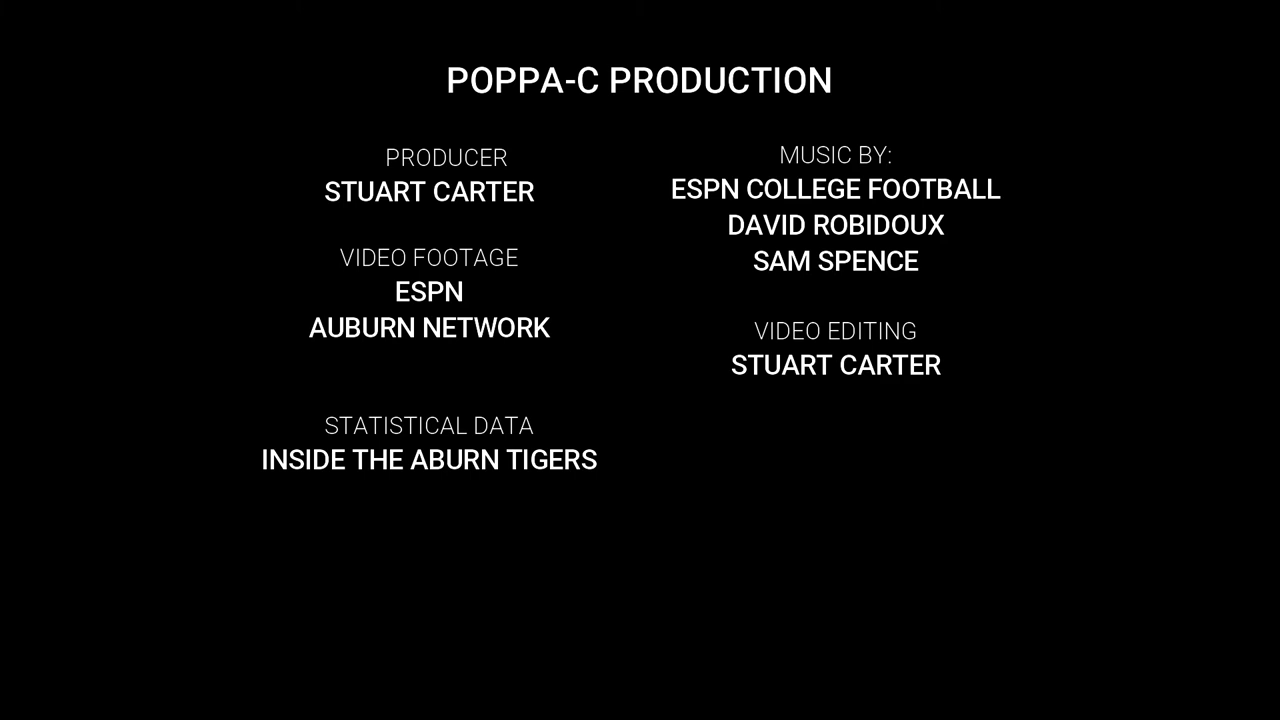 POPPA-C PRODUCTION
PRODUCER
STUART CARTER
VIDEO FOOTAGE
ESPN
AUBURN NETWORK
STATISTICAL DATA
INSIDE THE ABURN TIGERS
MUSIC BY:
ESPN COLLEGE FOOTBALL
DAVID ROBIDOUX
SAM SPENCE
VIDEO EDITING
STUART CARTER